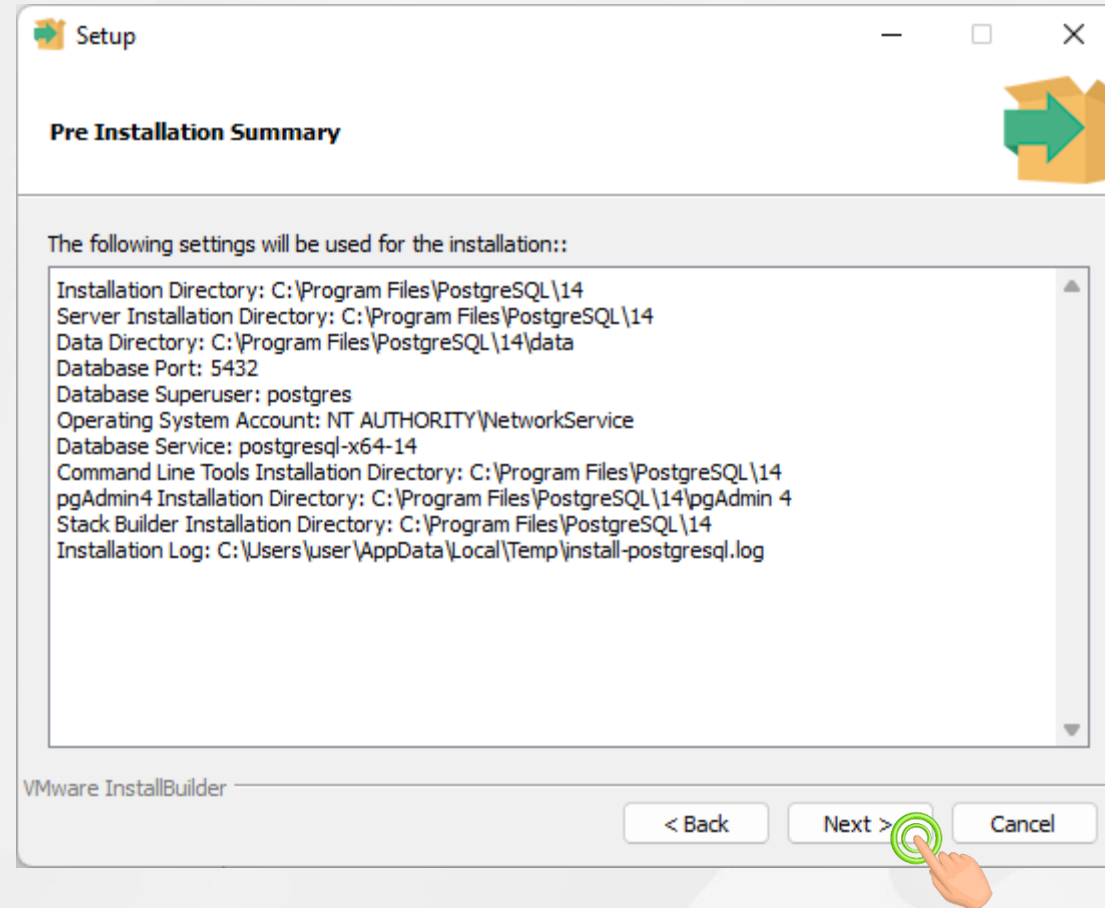 Setup
Pre Installation Summary
The following settings will be used for the installation::
Installation Directory: C:\Program Files\PostgreSQL\14
Server Installation Directory: C:\Program Files\PostgreSQL\14
Data Directory: C:\Program Files\PostgreSQL\14\data
Database Port: 5432
Database Superuser: postgres
Operating System Account: NT AUTHORITY\NetworkService
Database Service: postgresql-x64-14
Command Line Tools Installation Directory: C:\Program Files\PostgreSQL\14
pgAdmin4 Installation Directory: C:\Program Files\PostgreSQL\14\pgAdmin 4
Stack Builder Installation Directory: C:\Program Files\PostgreSQL\14
Installation Log: C:\Users\user\AppData\Local\Temp\install-postgresql.log
VMware InstallBuilder
< Back Next > Cancel